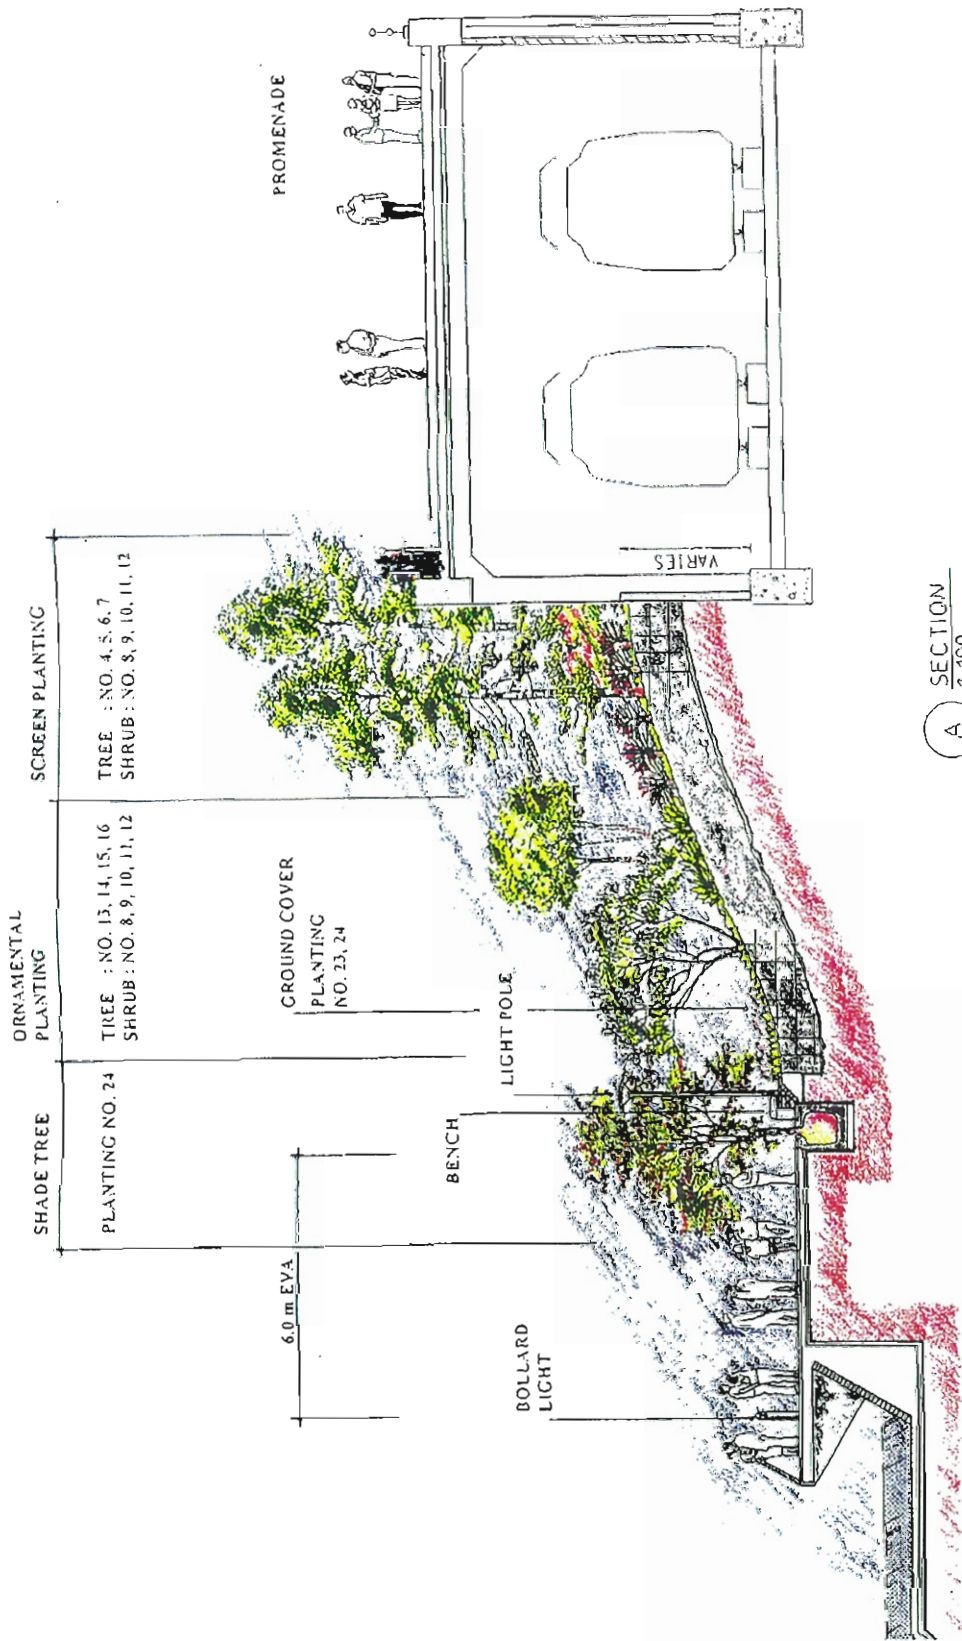 SHADE TREE
PLANTING NO. 24
ORNAMENTAL
PLANTING
TREE : NO. 13, 14, 15, 16
SHRUB : NO. 8, 9, 10, 11, 12
SCREEN PLANTING
TREE : NO. 4, 5, 6, 7
SHRUB : NO. 8, 9, 10, 11, 12
PROMENADE
6.0 m EVA
GROUND COVER
PLANTING
NO. 23, 24
BENCH
LIGHT POLE
BOLLARD
LIGHT
VARIES
A
SECTION